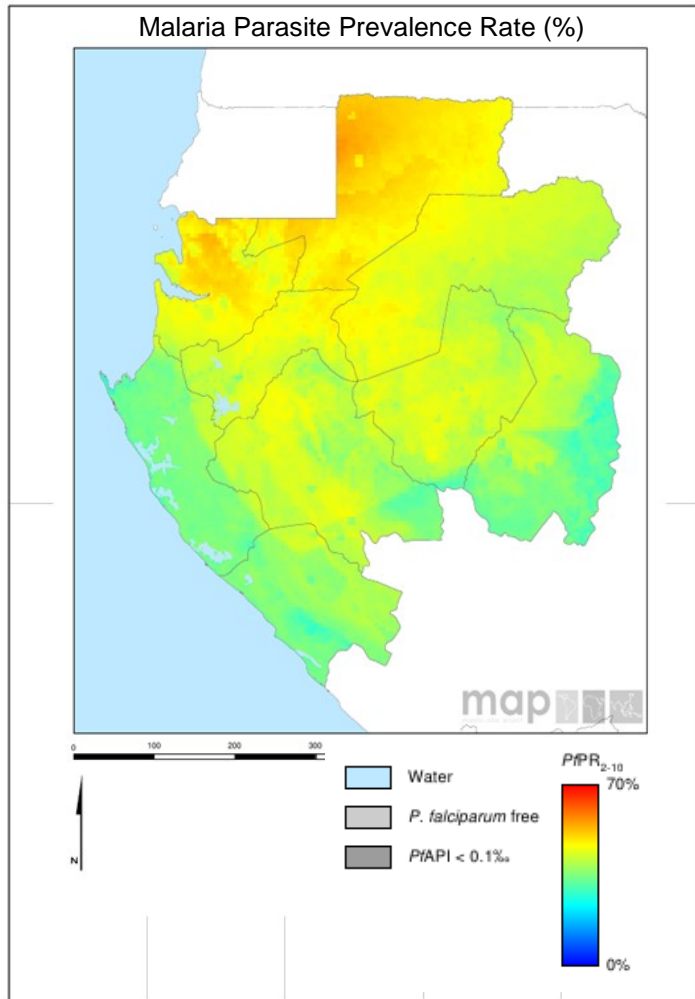 Malaria Parasite Prevalence Rate (%)
map
0 100 200 300
N
Water
P. falciparum free
PfAPI < 0.1‰
PfPR2-10
70%
0%